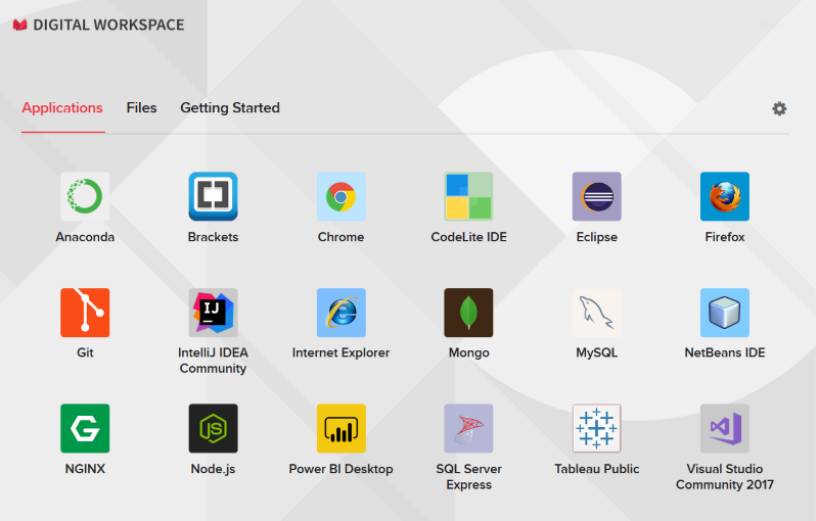 DIGITAL WORKSPACE
Applications Files Getting Started
Anaconda Brackets Chrome CodeLite IDE Eclipse Firefox
IJ
Git IntelliJ IDEA Internet Explorer Mongo MySQL NetBeans IDE
Community
G JS
NGINX Node.js Power BI Desktop SQL Server Tableau Public Visual Studio
Express Community 2017